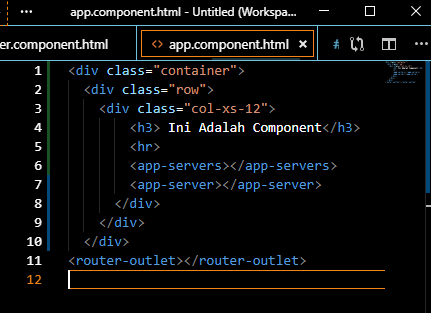 app.component.html - Untitled (Workspa...
er.component.html
<> app.component.html ×
1 <div class="container">
2 <div class="row">
3 <div class="col-xs-12">
4 <h3> Ini Adalah Component</h3>
5 <hr>
6 <app-servers></app-servers>
7 <app-server></app-server>
8 </div>
9 </div>
10 </div>
11 <router-outlet></router-outlet>
12